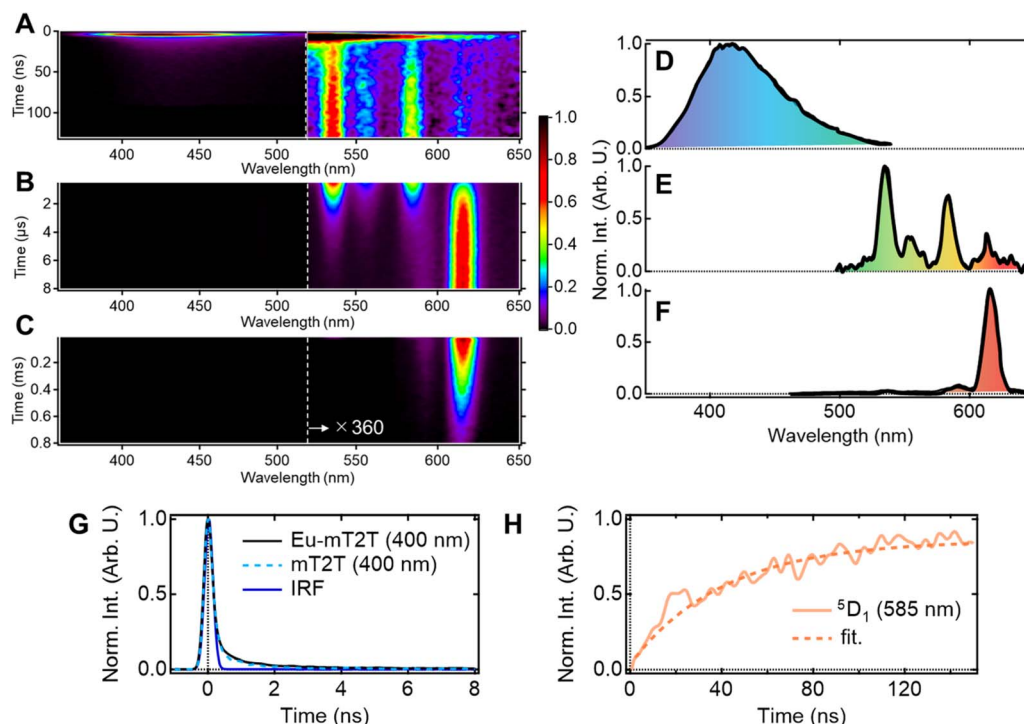 A
0
50
100
Time (ns)
400
450
500
550
600
650
Wavelength (nm)
B
2
4
6
8
Time (µs)
400
450
500
550
600
650
Wavelength (nm)
C
0.2
0.4
0.6
0.8
Time (ms)
→ × 360
400
450
500
550
600
650
Wavelength (nm)
1.0
0.8
0.6
0.4
0.2
0.0
D
1.0
0.5
0.0
E
1.0
0.5
0.0
F
1.0
0.5
0.0
Norm. Int. (Arb. U.)
400
500
600
Wavelength (nm)
G
1.0
0.5
0.0
Norm. Int. (Arb. U.)
Eu-mT2T (400 nm)
mT2T (400 nm)
IRF
0
2
4
6
8
Time (ns)
H
1.0
0.5
0.0
Norm. Int. (Arb. U.)
⁵D₁ (585 nm)
fit.
0
40
80
120
Time (ns)